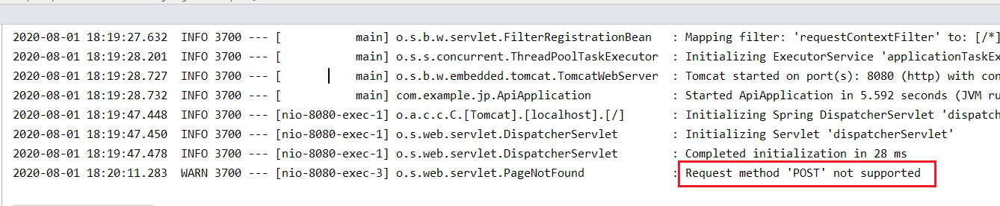 2020-08-01 18:19:27.632  INFO 3700 --- [           main] o.s.b.w.servlet.FilterRegistrationBean   : Mapping filter: 'requestContextFilter' to: [/*]
2020-08-01 18:19:28.201  INFO 3700 --- [           main] o.s.s.concurrent.ThreadPoolTaskExecutor  : Initializing ExecutorService 'applicationTaskEx
2020-08-01 18:19:28.727  INFO 3700 --- [           main] o.s.b.w.embedded.tomcat.TomcatWebServer  : Tomcat started on port(s): 8080 (http) with con
2020-08-01 18:19:28.732  INFO 3700 --- [           main] com.example.jp.ApiApplication            : Started ApiApplication in 5.592 seconds (JVM ru
2020-08-01 18:19:47.448  INFO 3700 --- [nio-8080-exec-1] o.a.c.c.C.[Tomcat].[localhost].[/]       : Initializing Spring DispatcherServlet 'dispatch
2020-08-01 18:19:47.450  INFO 3700 --- [nio-8080-exec-1] o.s.web.servlet.DispatcherServlet        : Initializing Servlet 'dispatcherServlet'
2020-08-01 18:19:47.478  INFO 3700 --- [nio-8080-exec-1] o.s.web.servlet.DispatcherServlet        : Completed initialization in 28 ms
2020-08-01 18:20:11.283  WARN 3700 --- [nio-8080-exec-3] o.s.web.servlet.PageNotFound             : Request method 'POST' not supported